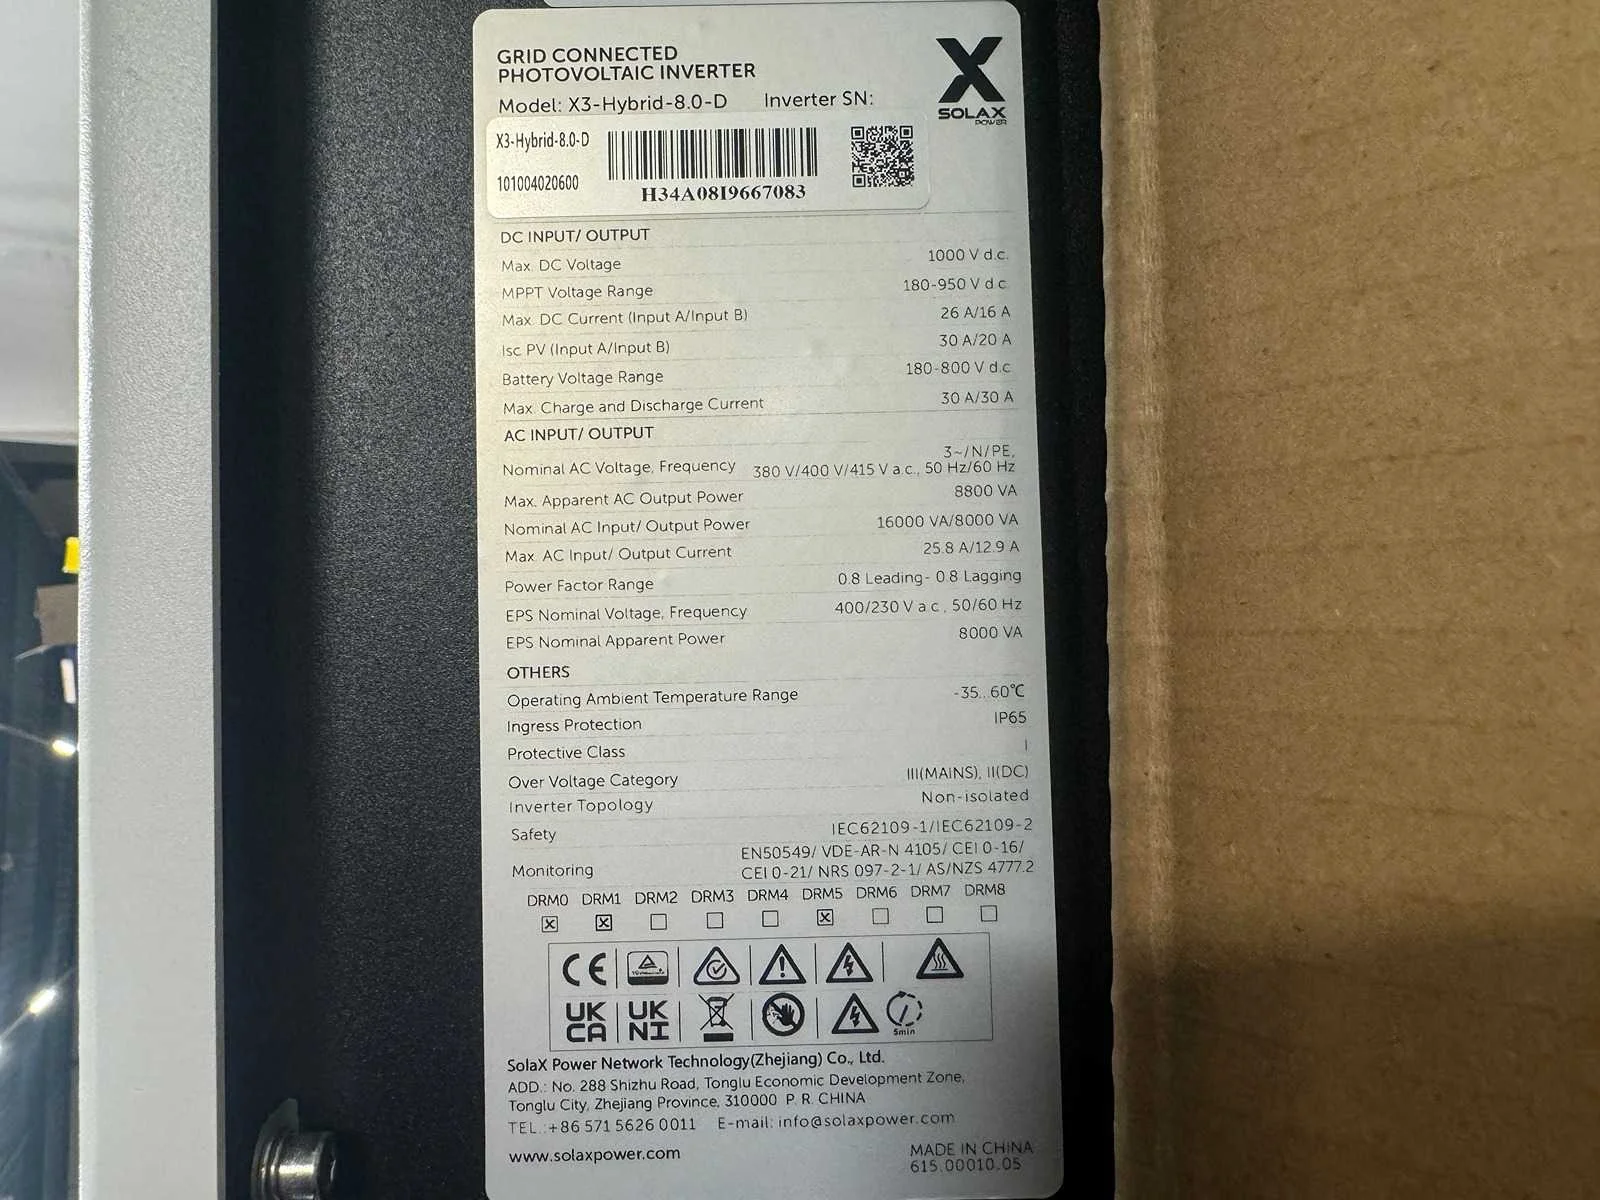 GRID CONNECTED
PHOTOVOLTAIC INVERTER
Model: X3-Hybrid-8.0-D Inverter SN:
SOLAX
POWER
X3-Hybrid-8.0-D
101004020600
H34A08I9667083
DC INPUT/ OUTPUT
Max. DC Voltage 1000 V d.c.
MPPT Voltage Range 180-950 V d.c
Max. DC Current (Input A/Input B) 26 A/16 A
Isc PV (Input A/Input B) 30 A/20 A
Battery Voltage Range 180-800 V d.c
Max. Charge and Discharge Current 30 A/30 A
AC INPUT/ OUTPUT
Nominal AC Voltage, Frequency 3~/N/PE,
380 V/400 V/415 V a.c., 50 Hz/60 Hz
Max. Apparent AC Output Power 8800 VA
Nominal AC Input/ Output Power 16000 VA/8000 VA
Max. AC Input/ Output Current 25.8 A/12.9 A
Power Factor Range 0.8 Leading- 0.8 Lagging
EPS Nominal Voltage, Frequency 400/230 V a.c., 50/60 Hz
EPS Nominal Apparent Power 8000 VA
OTHERS
Operating Ambient Temperature Range -35...60℃
Ingress Protection IP65
Protective Class I
Over Voltage Category III(MAINS), II(DC)
Inverter Topology Non-isolated
Safety IEC62109-1/IEC62109-2
Monitoring EN50549/ VDE-AR-N 4105/ CEI 0-16/
CEI 0-21/ NRS 097-2-1/ AS/NZS 4777.2
DRM0 DRM1 DRM2 DRM3 DRM4 DRM5 DRM6 DRM7 DRM8
CE
UK CA UK NI
5min
SolaX Power Network Technology(Zhejiang) Co., Ltd.
ADD.: No. 288 Shizhu Road, Tonglu Economic Development Zone,
Tonglu City, Zhejiang Province, 310000 P. R. CHINA
TEL.:+86 571 5626 0011 E-mail: info@solaxpower.com
www.solaxpower.com
MADE IN CHINA
615.00010.05